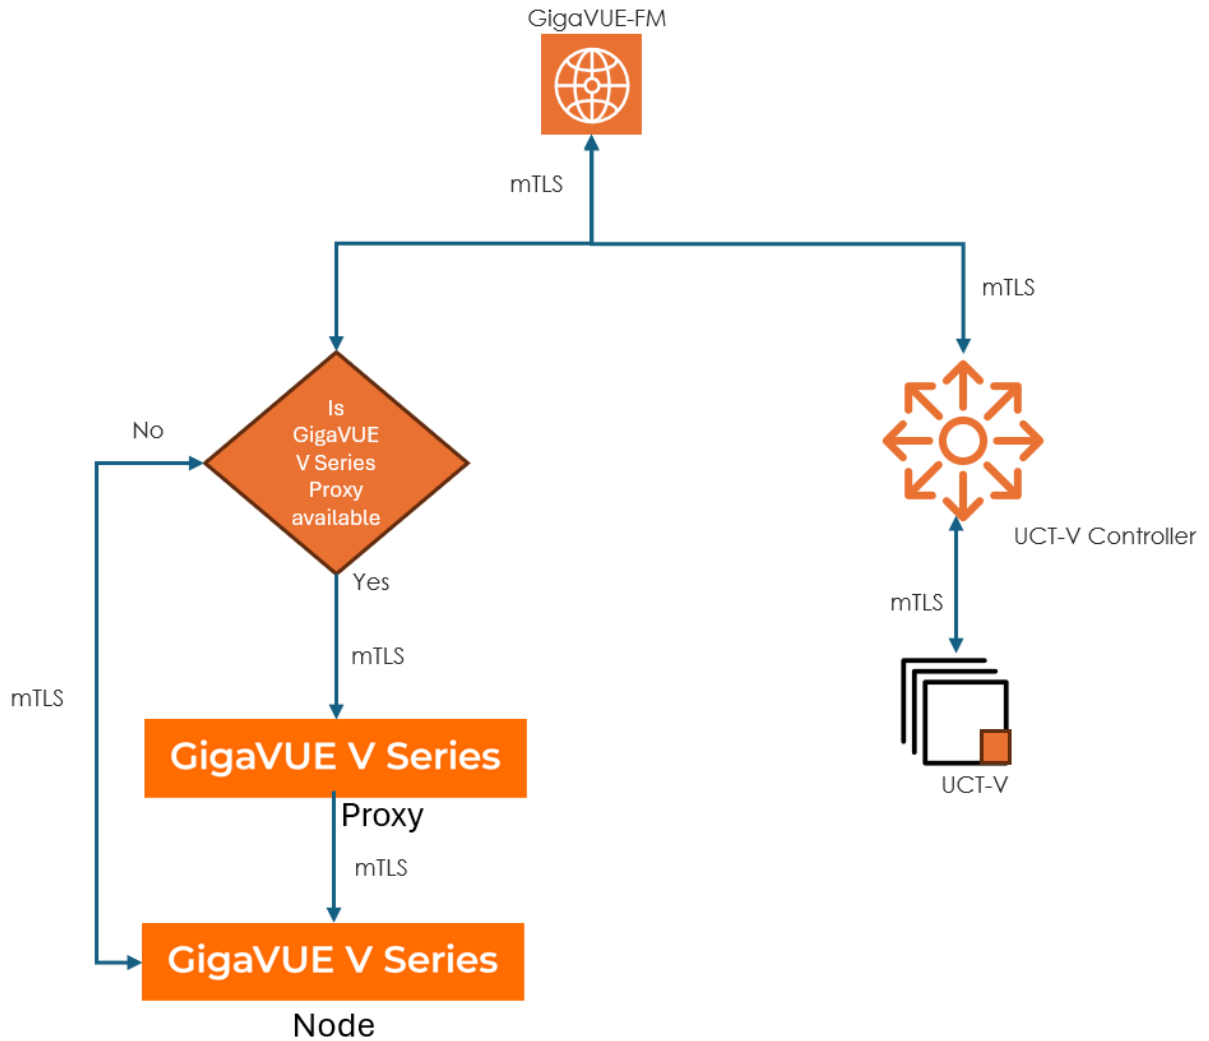 GigaVUE-FM
mTLS
mTLS
Is
GigaVUE
V Series
Proxy
available
No
Yes
UCT-V Controller
mTLS
mTLS
mTLS
GigaVUE V Series
Proxy
UCT-V
mTLS
GigaVUE V Series
Node